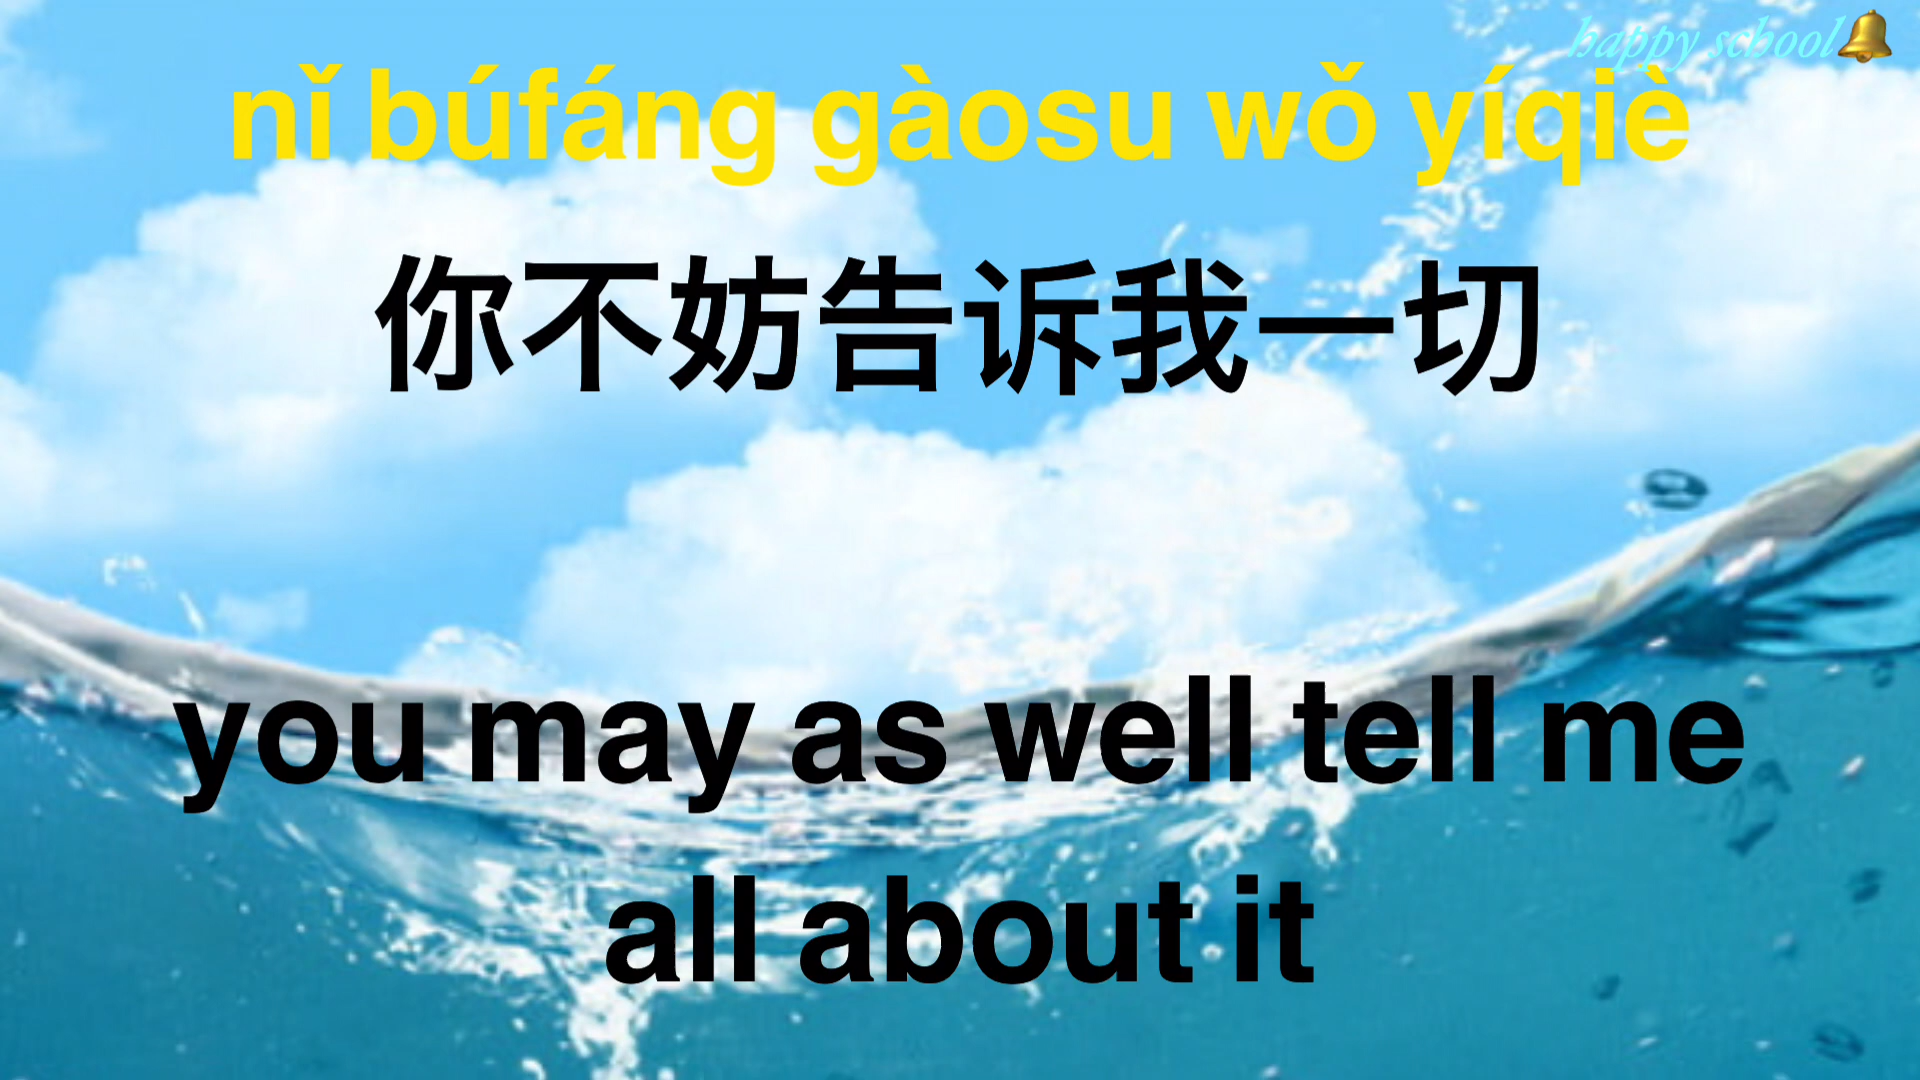 happy school🔔
nǐ búfáng gàosu wǒ yíqiè
你不妨告诉我一切
you may as well tell me
all about it